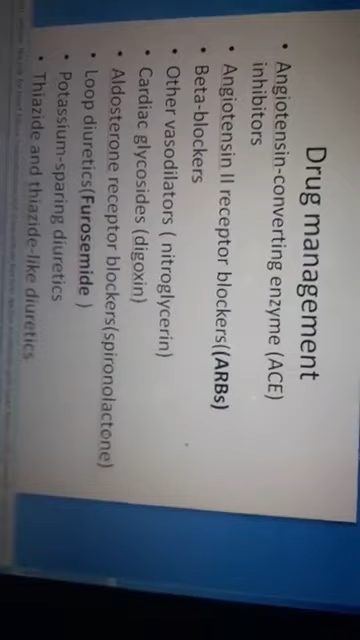 Drug management
• Angiotensin-converting enzyme (ACE)
inhibitors
• Angiotensin II receptor blockers((ARBs)
• Beta-blockers
• Other vasodilators ( nitroglycerin)
• Cardiac glycosides (digoxin)
• Aldosterone receptor blockers(spironolactone)
• Loop diuretics(Furosemide )
• Potassium-sparing diuretics
• Thiazide and thiazide-like diuretics